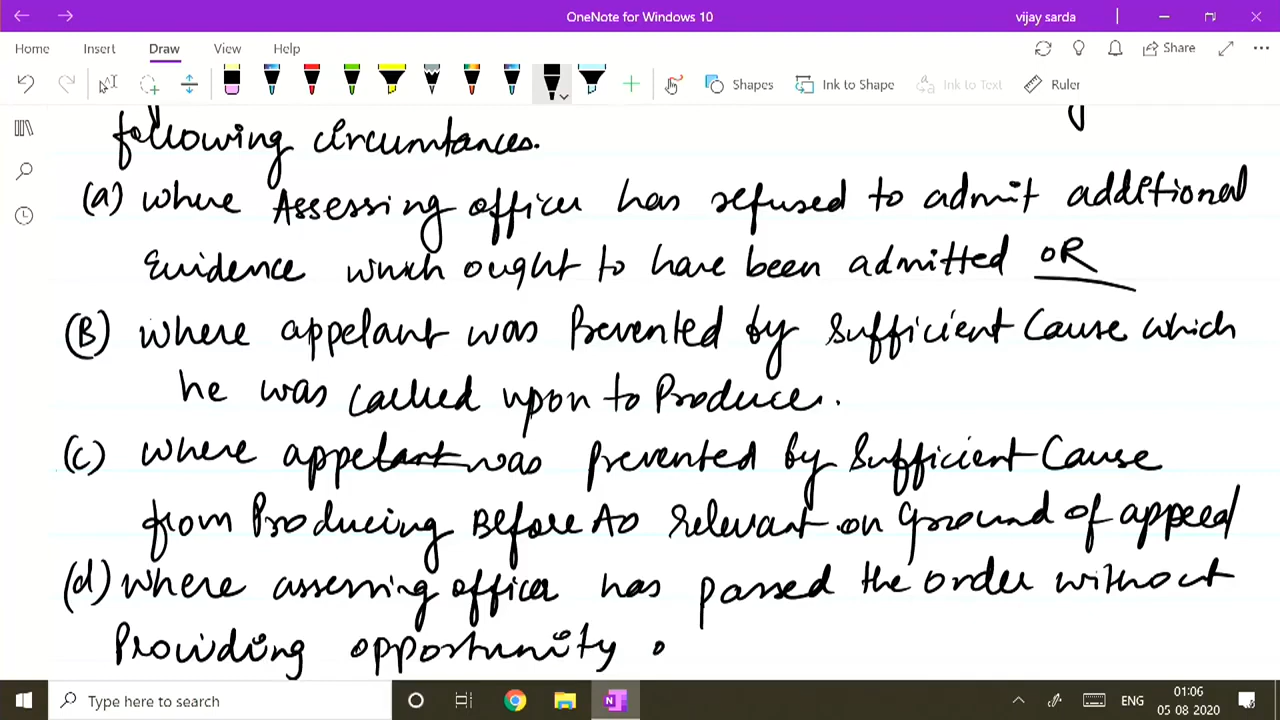 OneNote for Windows 10
vijay sarda
Home Insert Draw View Help
Share
Shapes Ink to Shape Ink to Text Ruler
following circumtances.
(a) where Assessing officer has refused to admit additional
Evidence which ought to have been admitted OR
(B) where appelant was Prevented by Sufficient Cause which
he was called upon to Produce.
(c) where appelant was prevented by Sufficient Cause
from Producing Before AO relevant on Ground of appeal
(d) where assessing officer has passed the order without
Providing opportunity o
Type here to search
ENG
01:06
05-08-2020